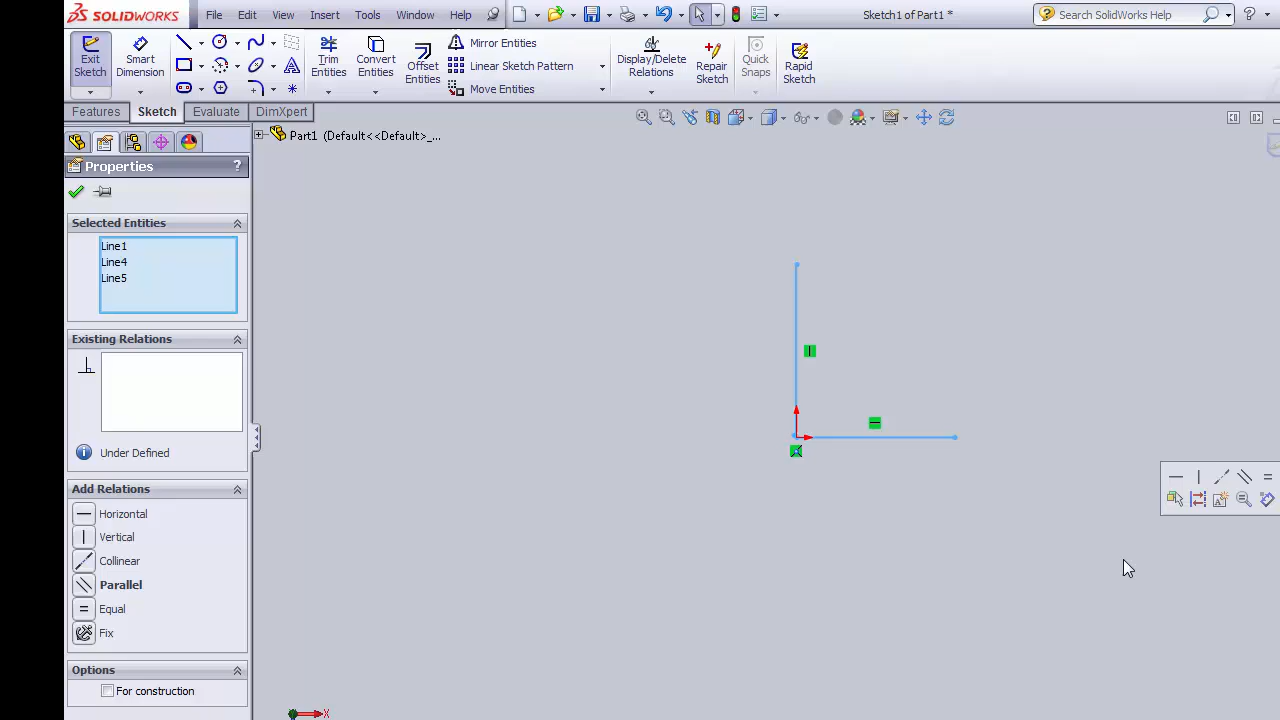 SOLIDWORKS File Edit View Insert Tools Window Help Sketch1 of Part1 * Search SolidWorks Help ?
Exit Sketch
Smart Dimension
Trim Entities
Convert Entities
Offset Entities
Mirror Entities
Linear Sketch Pattern
Move Entities
Display/Delete Relations
Repair Sketch
Quick Snaps
Rapid Sketch
Features Sketch Evaluate DimXpert
Part1 (Default<<Default>_...
Properties ?
Selected Entities
Line1
Line4
Line5
Existing Relations
Under Defined
Add Relations
Horizontal
Vertical
Collinear
Parallel
Equal
Fix
Options
For construction
X